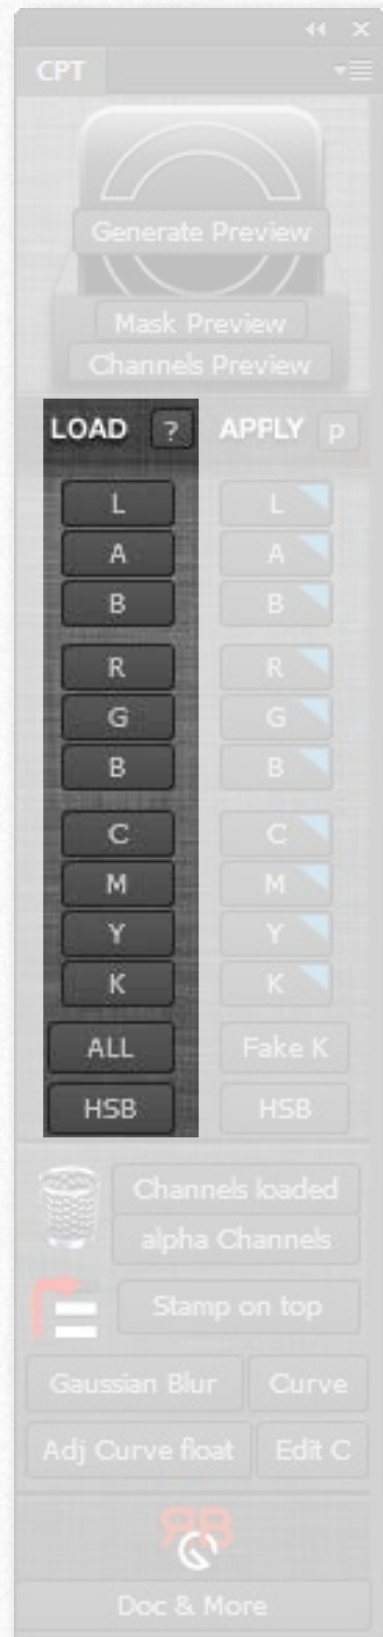 CPT
Generate Preview
Mask Preview
Channels Preview
LOAD ? APPLY p
L L
A A
B B
R R
G G
B B
C C
M M
Y Y
K K
ALL Fake K
HSB HSB
Channels loaded
alpha Channels
Stamp on top
Gaussian Blur Curve
Adj Curve float Edit C
RB
Doc & More